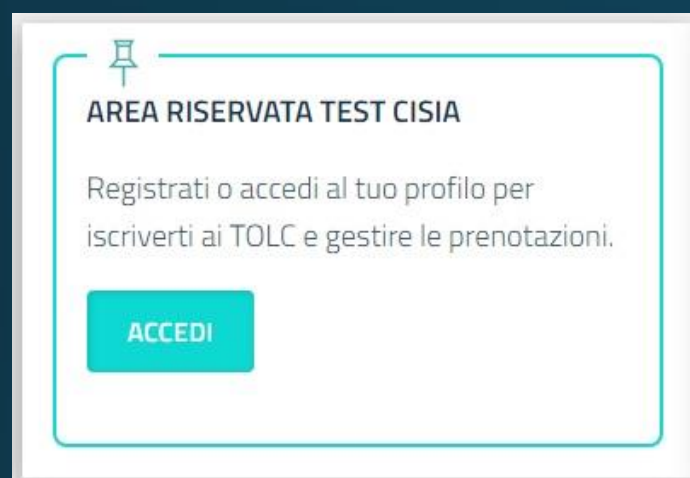 AREA RISERVATA TEST CISIA
Registrati o accedi al tuo profilo per
iscriverti ai TOLC e gestire le prenotazioni.
ACCEDI